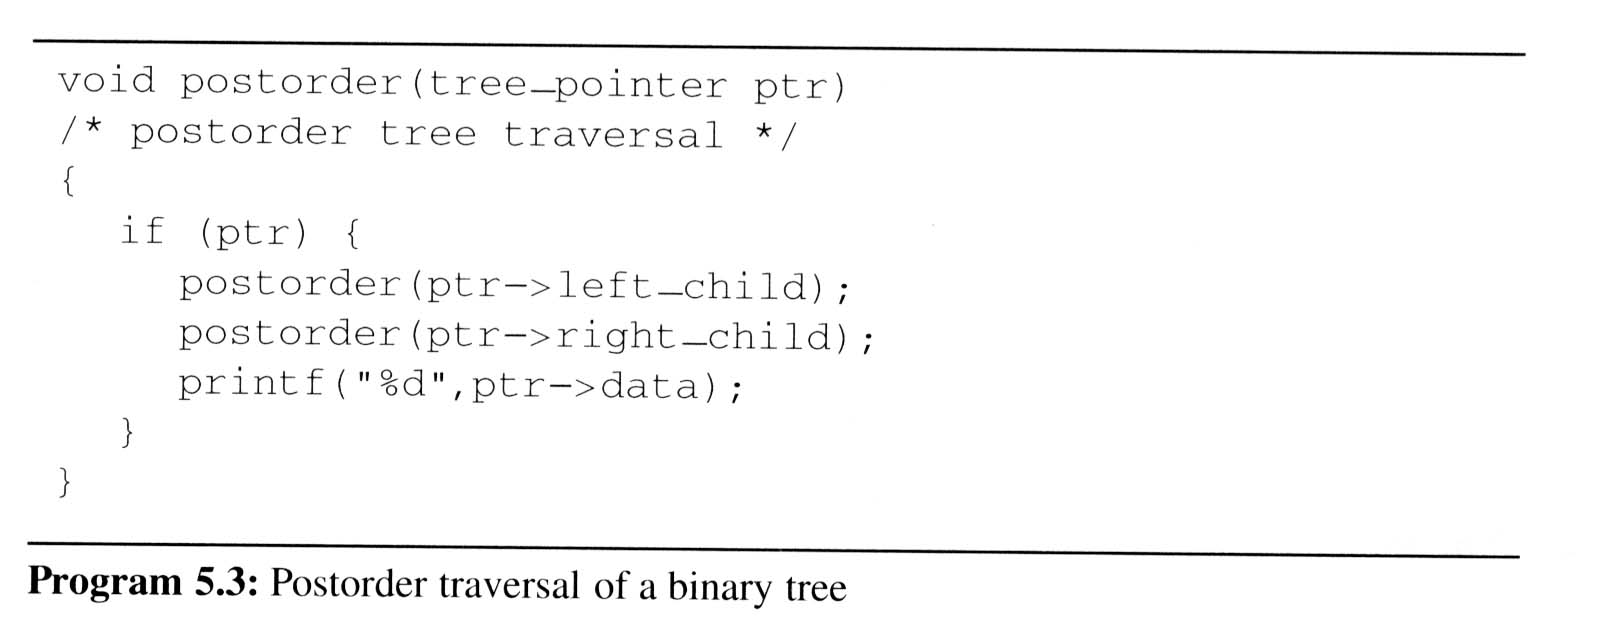 void postorder(tree_pointer ptr)
/* postorder tree traversal */
{
   if (ptr) {
      postorder(ptr->left_child);
      postorder(ptr->right_child);
      printf("%d",ptr->data);
   }
}
Program 5.3: Postorder traversal of a binary tree